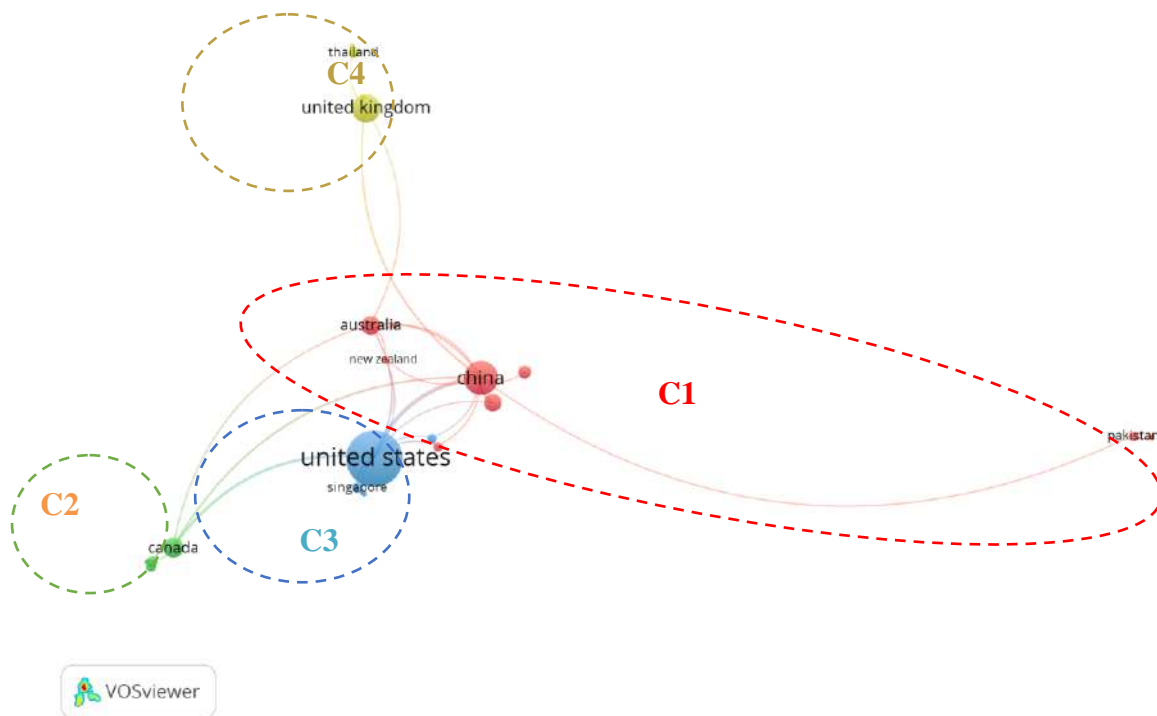 thailand
C4
united kingdom
australia
new zealand
china
C1
pakistan
united states
singapore
C2
C3
canada
VOSviewer